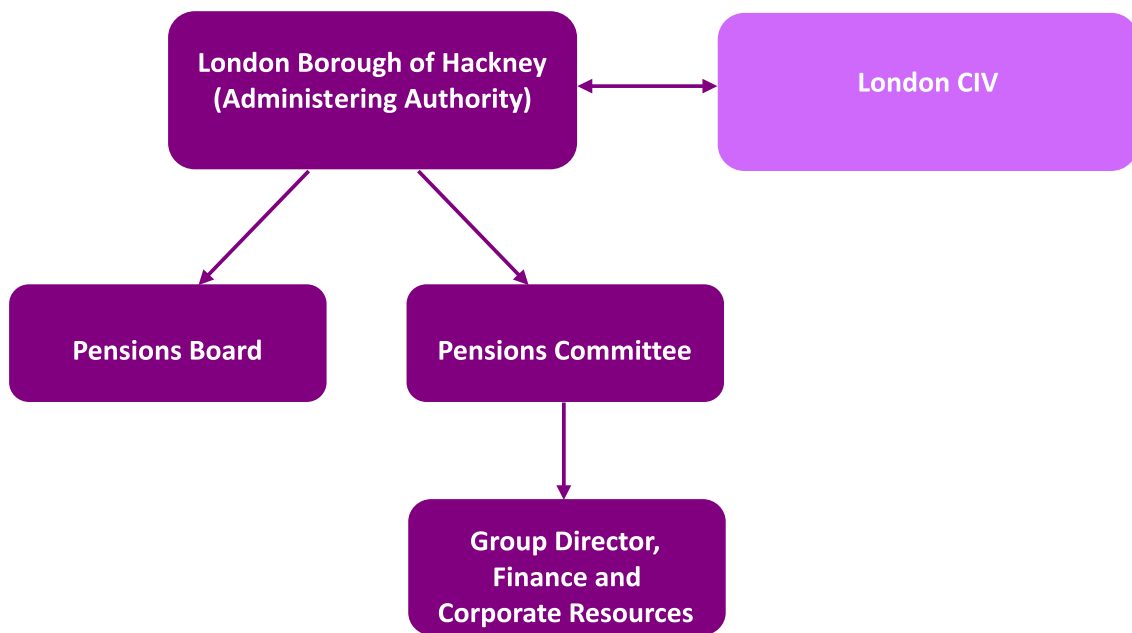 London Borough of Hackney
(Administering Authority)
London CIV
Pensions Board
Pensions Committee
Group Director,
Finance and
Corporate Resources